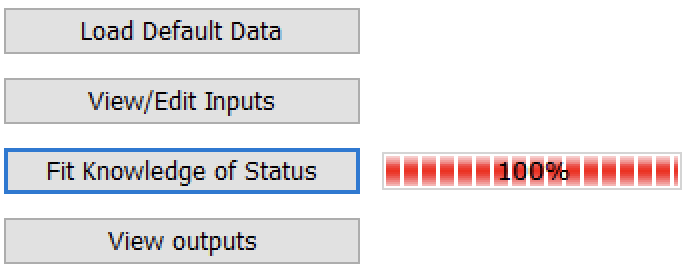 Load Default Data
View/Edit Inputs
Fit Knowledge of Status 100%
View outputs